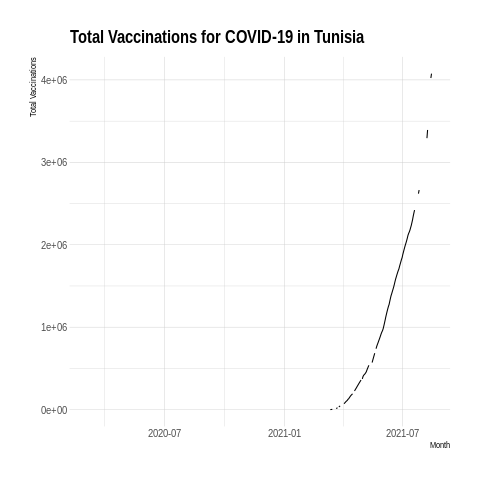 Total Vaccinations for COVID-19 in Tunisia
Total Vaccinations
4e+06
3e+06
2e+06
1e+06
0e+00
2020-07
2021-01
2021-07
Month